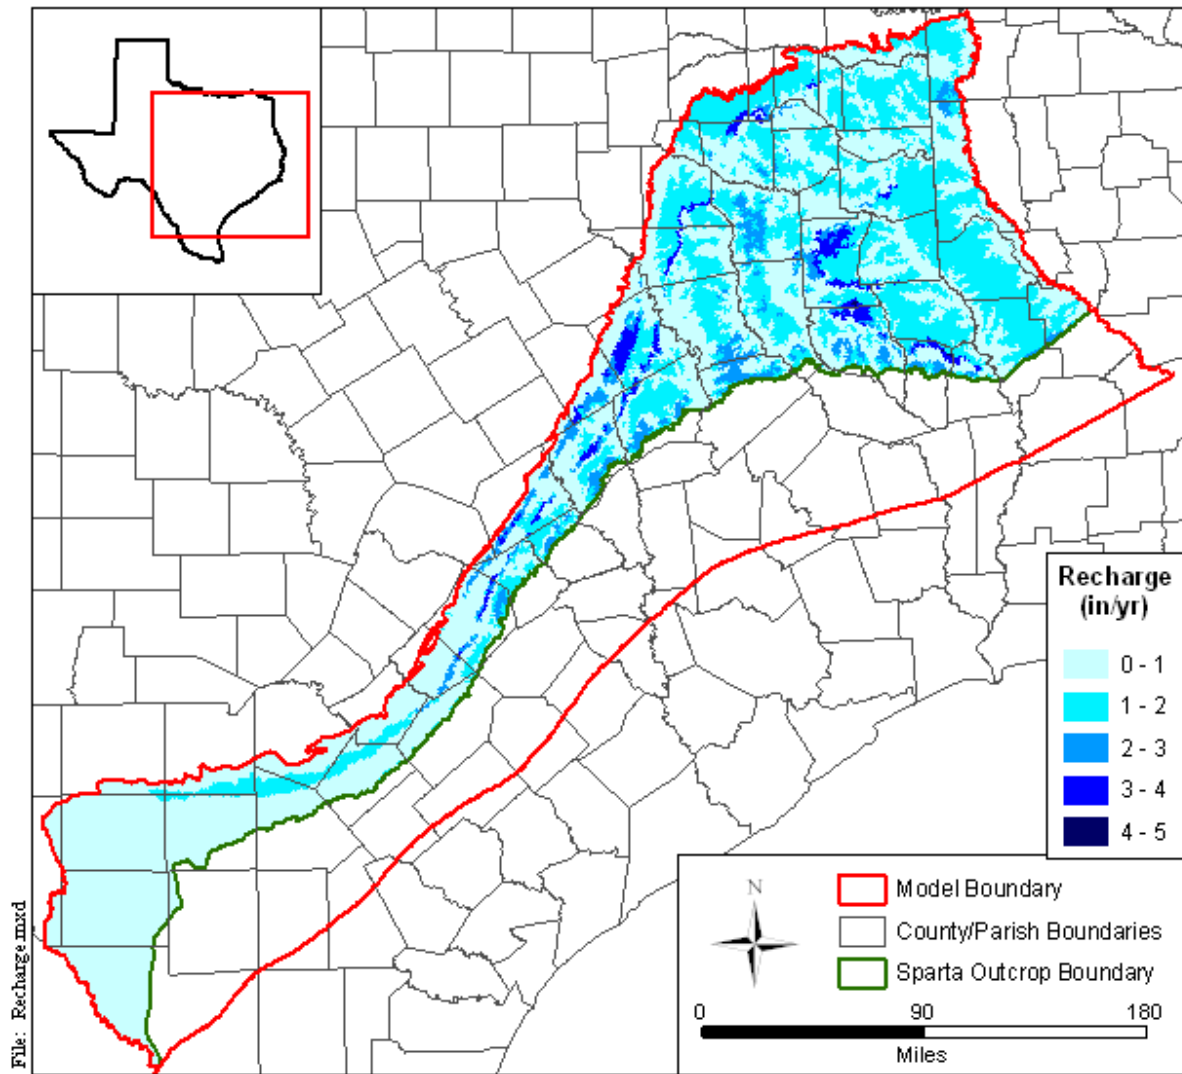 Recharge
(in/yr)
0 - 1
1 - 2
2 - 3
3 - 4
4 - 5
N
Model Boundary
County/Parish Boundaries
Sparta Outcrop Boundary
0 90 180
Miles
File: Recharge.mxd